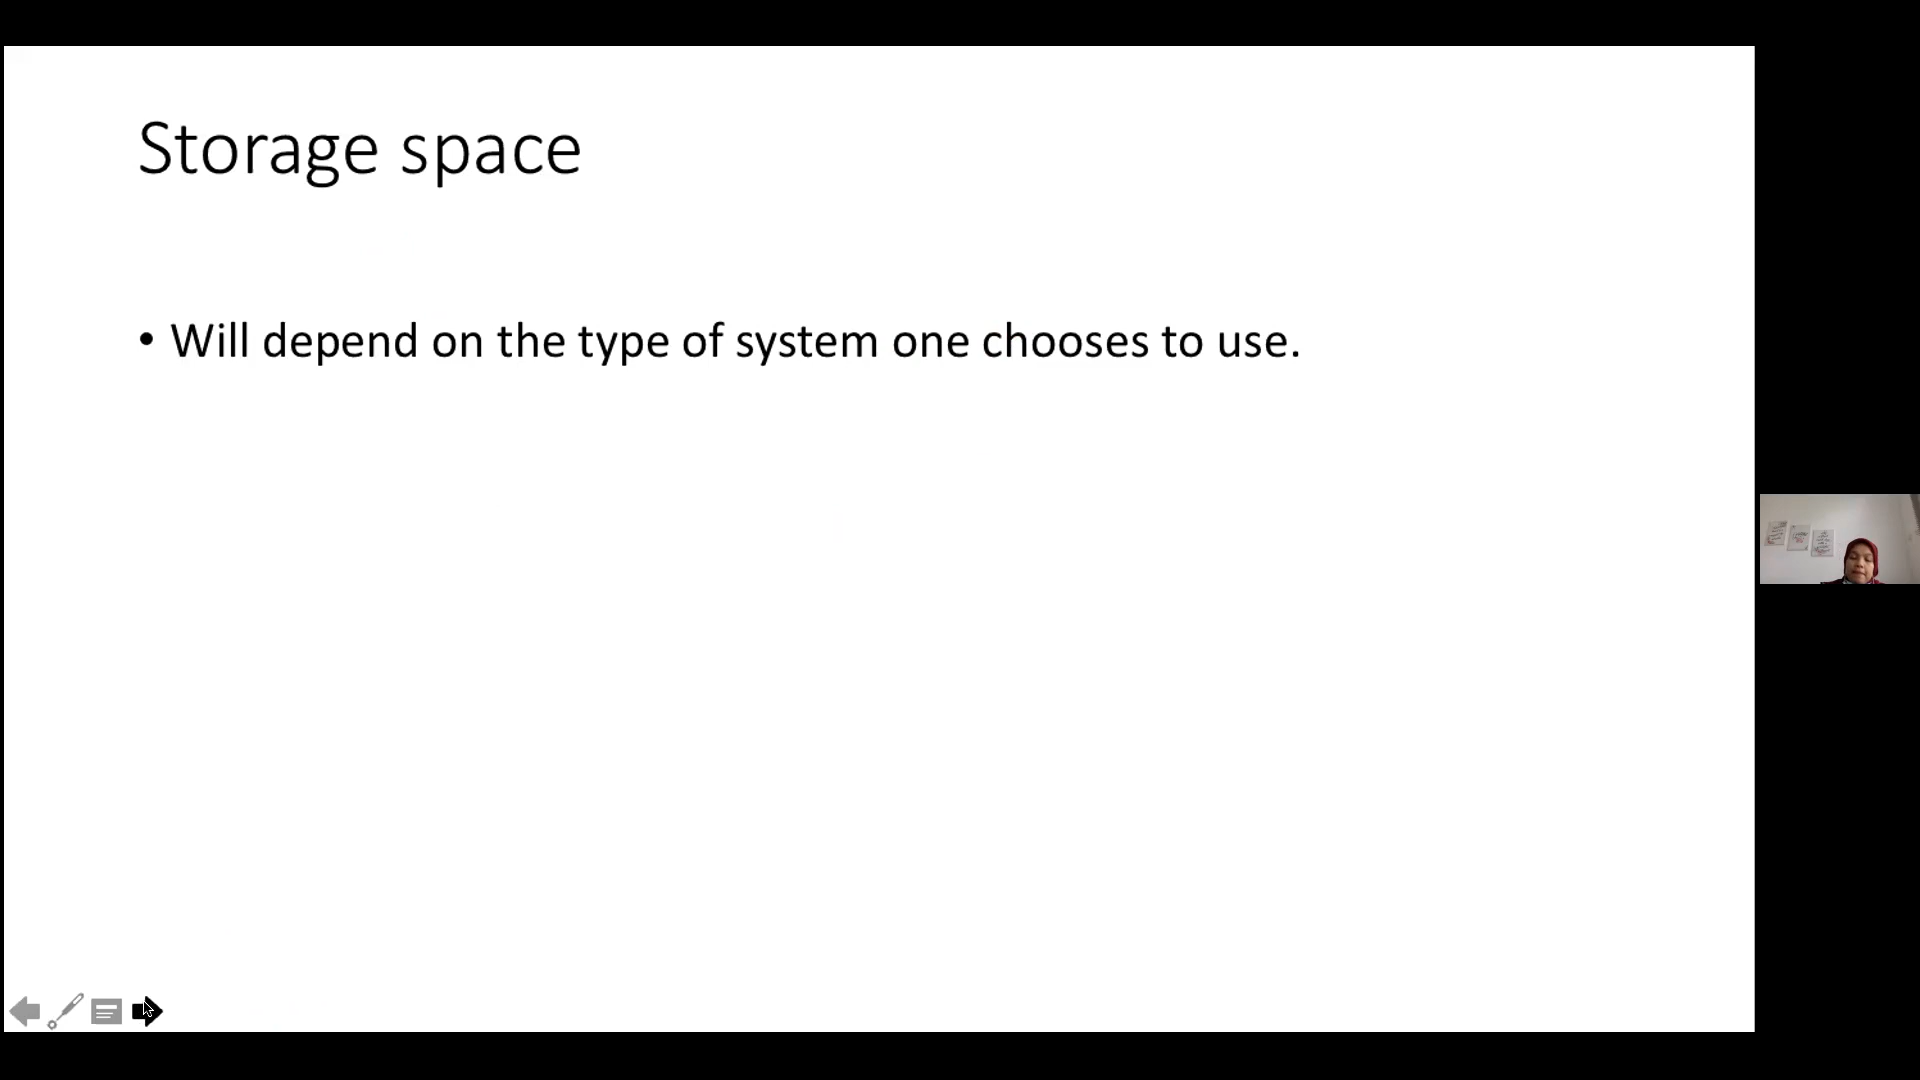 Storage space
• Will depend on the type of system one chooses to use.